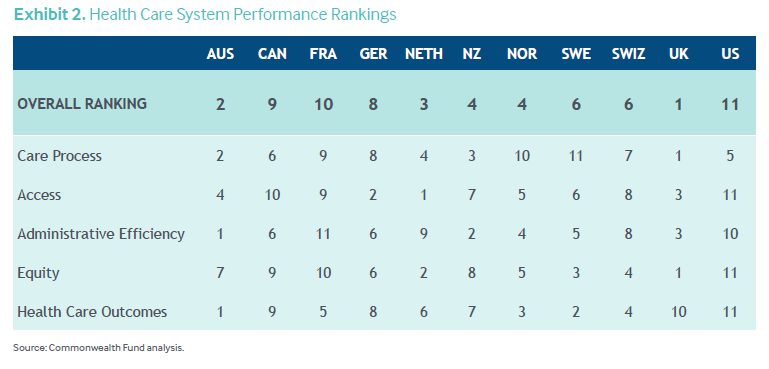 Exhibit 2. Health Care System Performance Rankings
AUS CAN FRA GER NETH NZ NOR SWE SWIZ UK US
OVERALL RANKING 2 9 10 8 3 4 4 6 6 1 11
Care Process 2 6 9 8 4 3 10 11 7 1 5
Access 4 10 9 2 1 7 5 6 8 3 11
Administrative Efficiency 1 6 11 6 9 2 4 5 8 3 10
Equity 7 9 10 6 2 8 5 3 4 1 11
Health Care Outcomes 1 9 5 8 6 7 3 2 4 10 11
Source: Commonwealth Fund analysis.